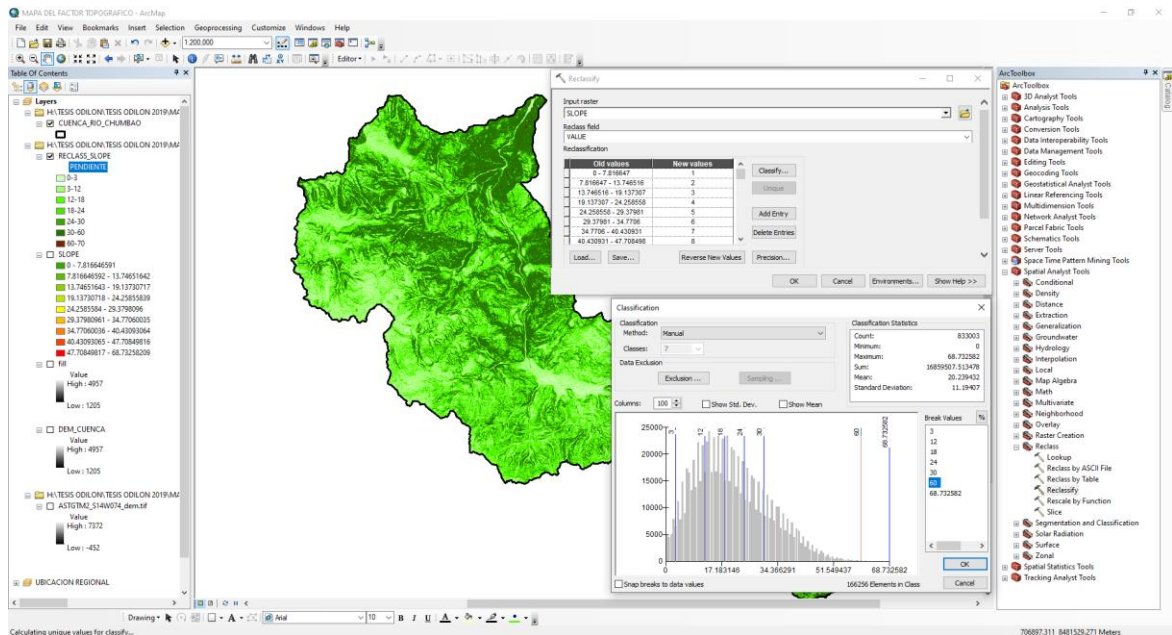 MAPA DEL FACTOR TOPOGRAFICO - ArcMap
File Edit View Bookmarks Insert Selection Geoprocessing Customize Windows Help
1:200,000
Editor
Table Of Contents
Layers
H:\TESIS ODILON\TESIS ODILON 2019\MA
CUENCA_RIO_CHUMBAO
H:\TESIS ODILON\TESIS ODILON 2019\MA
RECLASS_SLOPE
PENDIENTE
0-3
3-12
12-18
18-24
24-30
30-60
60-70
SLOPE
0 - 7.816646591
7.816646592 - 13.74651642
13.74651643 - 19.13730717
19.13730718 - 24.25855839
24.2585584 - 29.3798096
29.37980961 - 34.77060035
34.77060036 - 40.43093064
40.43093065 - 47.70849816
47.70849817 - 68.73258209
fill
Value
High : 4957
Low : 1205
DEM_CUENCA
Value
High : 4957
Low : 1205
H:\TESIS ODILON\TESIS ODILON 2019\MA
ASTGTM2_S14W074_dem.tif
Value
High : 7372
Low : -452
UBICACION REGIONAL
Reclassify
Input raster
SLOPE
Reclass field
VALUE
Reclassification
Old values New values
0 - 7.816647 1
7.816647 - 13.746516 2
13.746516 - 19.137307 3
19.137307 - 24.258558 4
24.258558 - 29.37981 5
29.37981 - 34.7706 6
34.7706 - 40.430931 7
40.430931 - 47.708498 8
Classify...
Unique
Add Entry
Delete Entries
Load... Save... Reverse New Values Precision...
OK Cancel Environments... Show Help >>
Classification
Classification
Method: Manual
Classes: 7
Data Exclusion
Exclusion ... Sampling ...
Classification Statistics
Count: 833003
Minimum: 0
Maximum: 68.732582
Sum: 16859507.513478
Mean: 20.239432
Standard Deviation: 11.19407
Columns: 100 Show Std. Dev. Show Mean
Break Values %
3
12
18
24
30
60
68.732582
3 12 18 24 30 60 68.732582
25000
20000
15000
10000
5000
0
0 17.183146 34.366291 51.549437 68.732582
Snap breaks to data values
166256 Elements in Class
OK
Cancel
ArcToolbox
ArcToolbox
3D Analyst Tools
Analysis Tools
Cartography Tools
Conversion Tools
Data Interoperability Tools
Data Management Tools
Editing Tools
Geocoding Tools
Geostatistical Analyst Tools
Linear Referencing Tools
Multidimension Tools
Network Analyst Tools
Parcel Fabric Tools
Schematics Tools
Server Tools
Space Time Pattern Mining Tools
Spatial Analyst Tools
Conditional
Density
Distance
Extraction
Generalization
Groundwater
Hydrology
Interpolation
Local
Map Algebra
Math
Multivariate
Neighborhood
Overlay
Raster Creation
Reclass
Lookup
Reclass by ASCII File
Reclass by Table
Reclassify
Rescale by Function
Slice
Segmentation and Classification
Solar Radiation
Surface
Zonal
Spatial Statistics Tools
Tracking Analyst Tools
Catalog
Drawing Arial 10 B I U A
Calculating unique values for classify...
706897.311 8481529.271 Meters